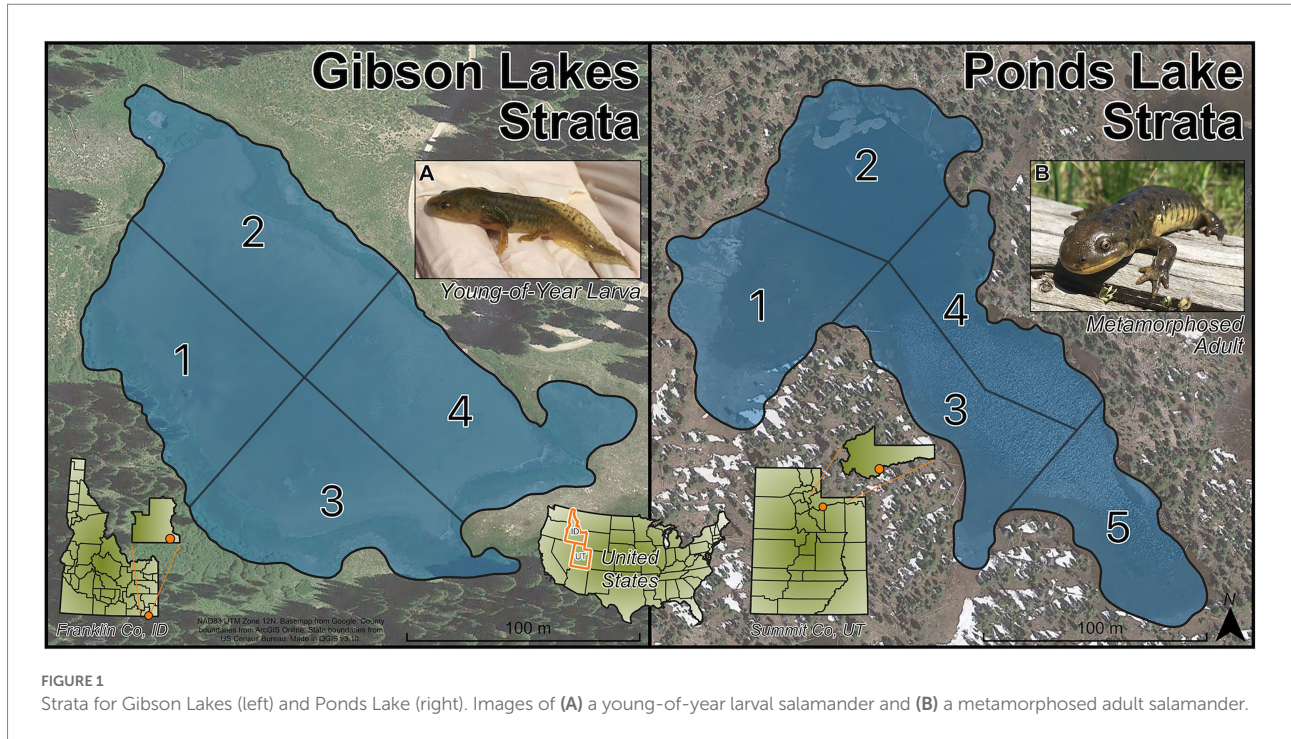 Gibson Lakes
Strata
A
Young-of-Year Larva
2
1
4
3
Franklin Co, ID
NAD83 UTM Zone 12N. Basemap from Google. County
boundaries from ArcGIS Online. State boundaries from
US Census Bureau. Made in QGIS v3.10.
100 m
ID
UT
United
States
Ponds Lake
Strata
B
Metamorphosed
Adult
2
1
4
3
5
Summit Co, UT
100 m
N
FIGURE 1
Strata for Gibson Lakes (left) and Ponds Lake (right). Images of (A) a young-of-year larval salamander and (B) a metamorphosed adult salamander.